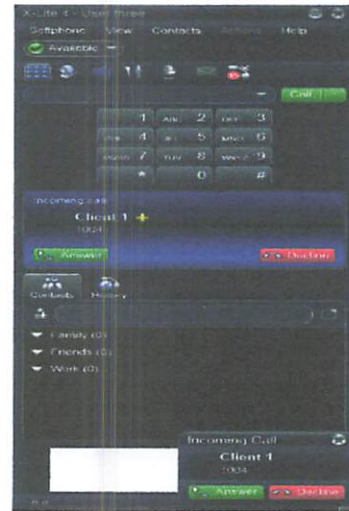 X-Lite 4 - User three
Softphone View Contacts Actions Help
Available
Call
1 ABC 2 DEF 3
GHI 4 JKL 5 MNO 6
PQRS 7 TUV 8 WXYZ 9
* 0 #
Incoming Call
Client 1
1004
Answer Decline
Contacts History
Family (0)
Friends (0)
Work (0)
Incoming Call
Client 1
1004
Answer Decline